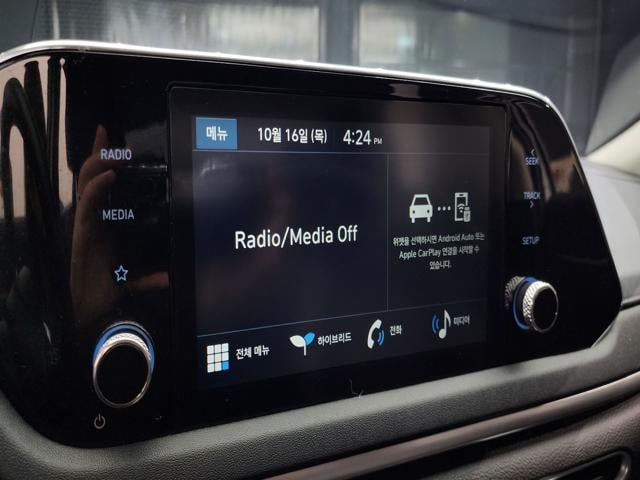 메뉴 10월 16일 (목) 4:24 PM
RADIO
MEDIA
Radio/Media Off
위젯을 선택하시면 Android Auto 또는
Apple CarPlay 연결을 시작할 수
있습니다.
전체 메뉴
하이브리드
전화
미디어
SEEK
TRACK
SETUP